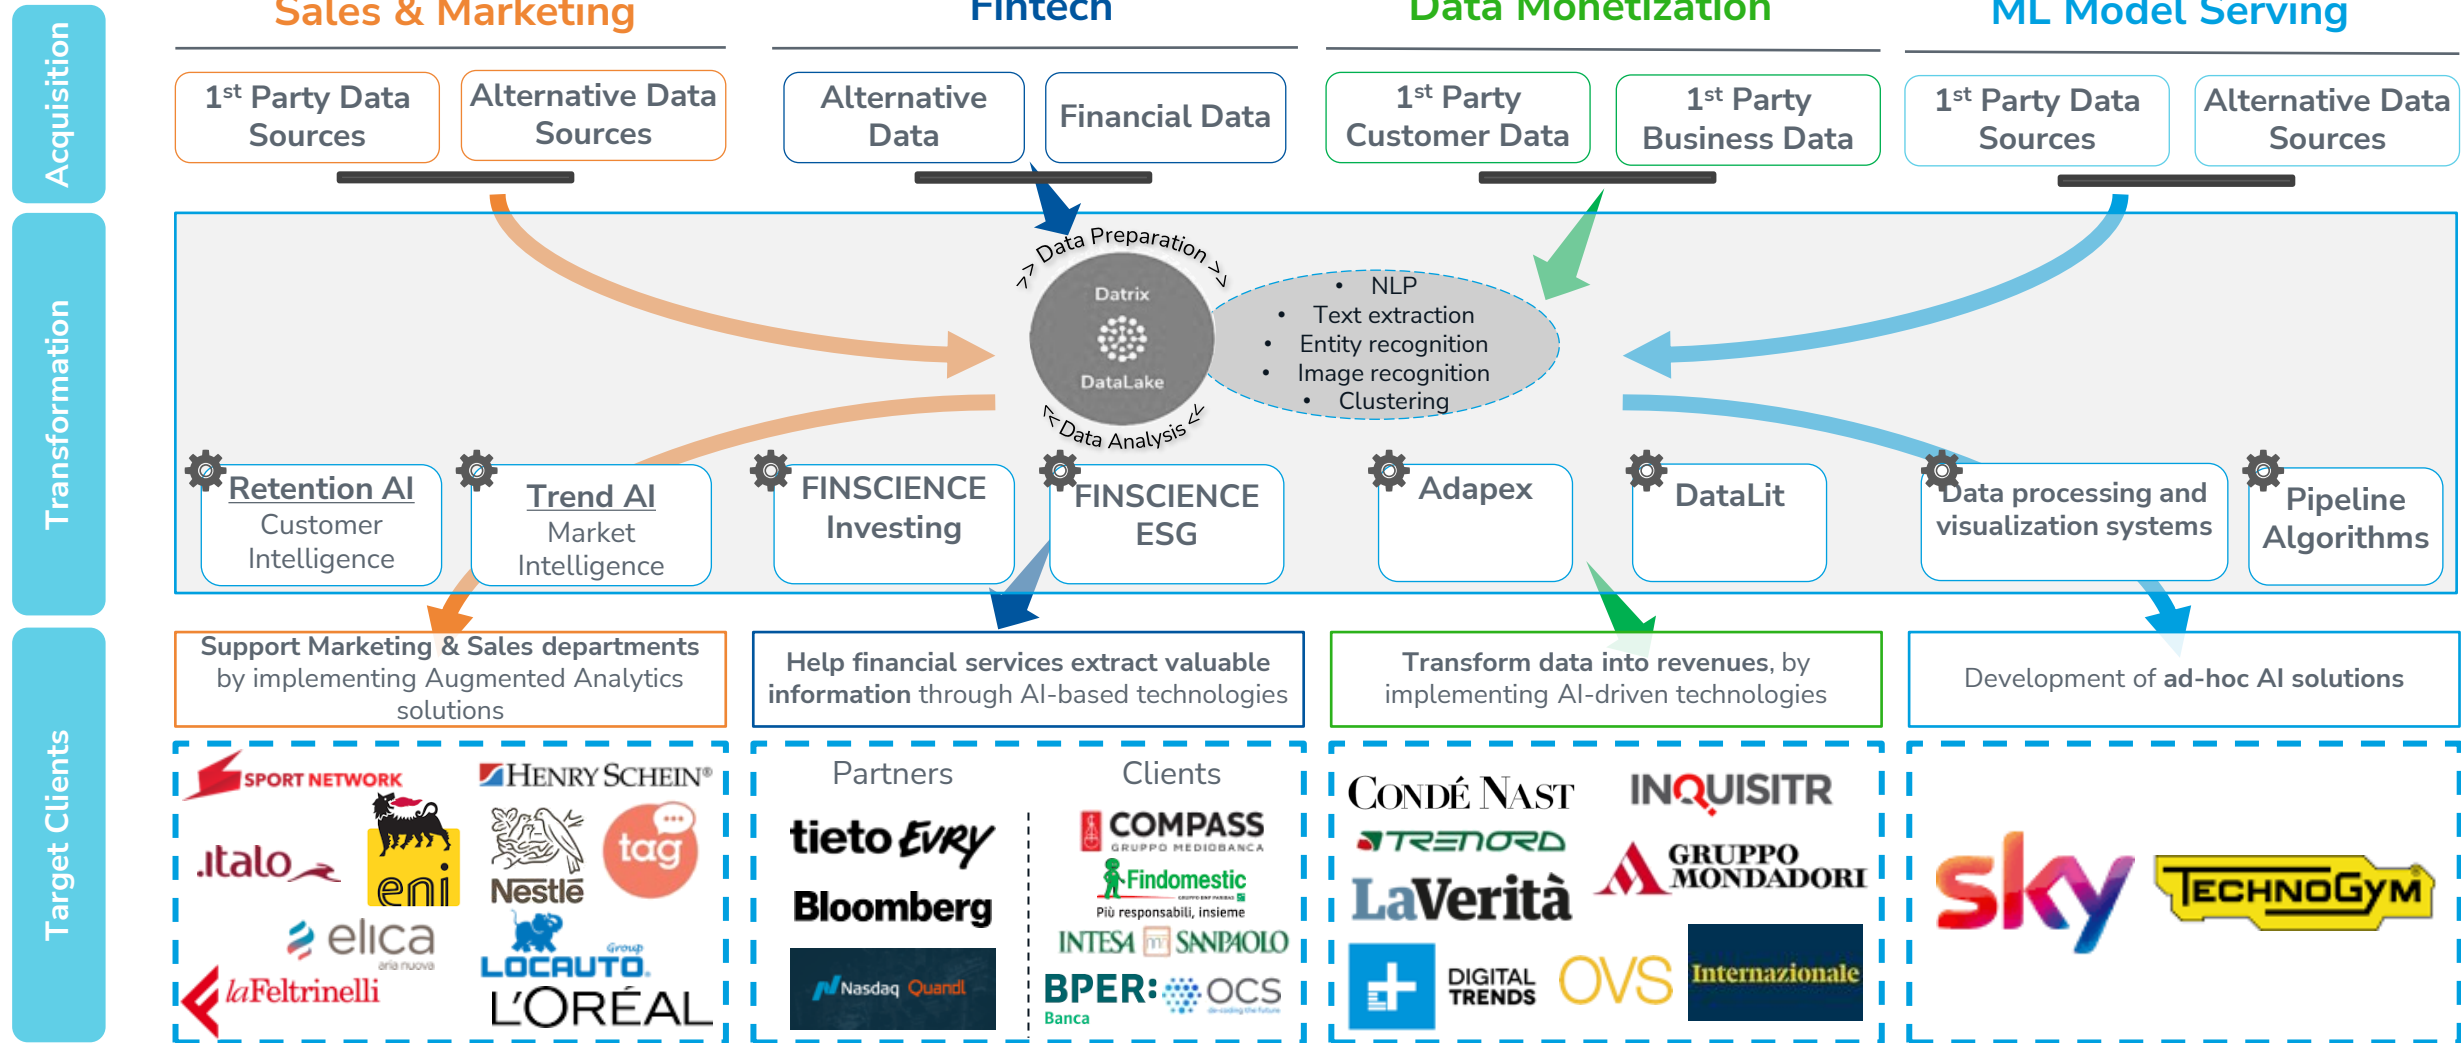 Sales & Marketing
Fintech
Data Monetization
ML Model Serving
Acquisition
1st Party Data
Sources
Alternative Data
Sources
Alternative
Data
Financial Data
1st Party
Customer Data
1st Party
Business Data
1st Party Data
Sources
Alternative Data
Sources
Transformation
>> Data Preparation >>
Datrix
DataLake
<< Data Analysis <<
• NLP
• Text extraction
• Entity recognition
• Image recognition
• Clustering
Retention AI
Customer
Intelligence
Trend AI
Market
Intelligence
FINSCIENCE
Investing
FINSCIENCE
ESG
Adapex
DataLit
Data processing and
visualization systems
Pipeline
Algorithms
Target Clients
Support Marketing & Sales departments
by implementing Augmented Analytics
solutions
Help financial services extract valuable
information through AI-based technologies
Transform data into revenues, by
implementing AI-driven technologies
Development of ad-hoc AI solutions
SPORT NETWORK
HENRY SCHEIN®
.italo
eni
Nestlé
tag
elica
aria nuova
Group
LOCAUTO.
laFeltrinelli
L'ORÉAL
Partners
tieto EVRY
Bloomberg
Nasdaq Quandl
Clients
COMPASS
GRUPPO MEDIOBANCA
Findomestic
GRUPPO BNP PARIBAS
Più responsabili, insieme
INTESA SANPAOLO
BPER:
Banca
OCS
de-coding the future
CONDÉ NAST
INQUISITR
TRENORD
GRUPPO
MONDADORI
LaVerità
DIGITAL
TRENDS
OVS
Internazionale
sky
TECHNOGYM